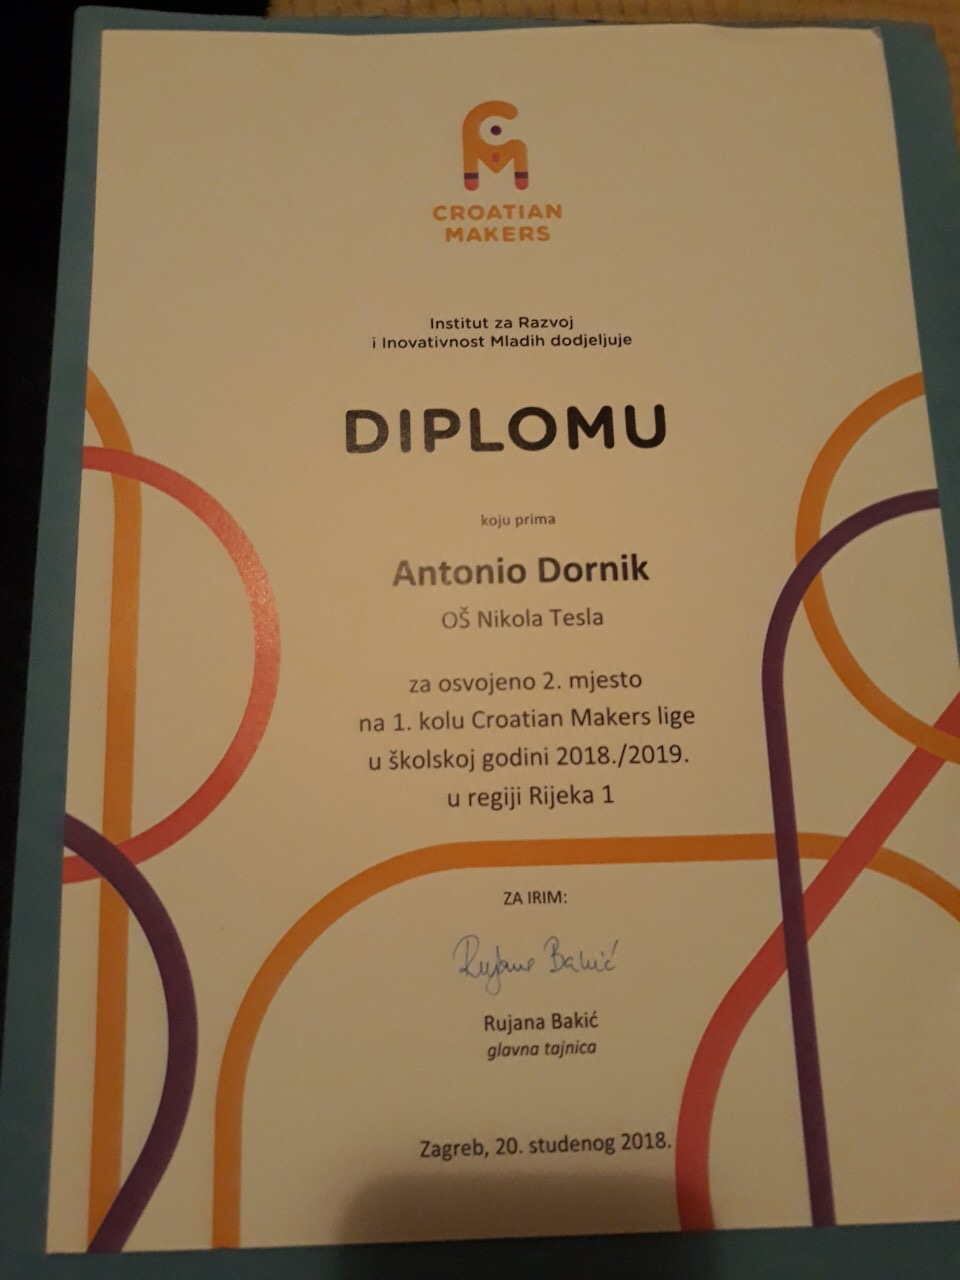 CROATIAN
MAKERS
Institut za Razvoj
i Inovativnost Mladih dodjeljuje
DIPLOMU
koju prima
Antonio Dornik
OŠ Nikola Tesla
za osvojeno 2. mjesto
na 1. kolu Croatian Makers lige
u školskoj godini 2018./2019.
u regiji Rijeka 1
ZA IRIM:
Rujana Bakić
Rujana Bakić
glavna tajnica
Zagreb, 20. studenog 2018.